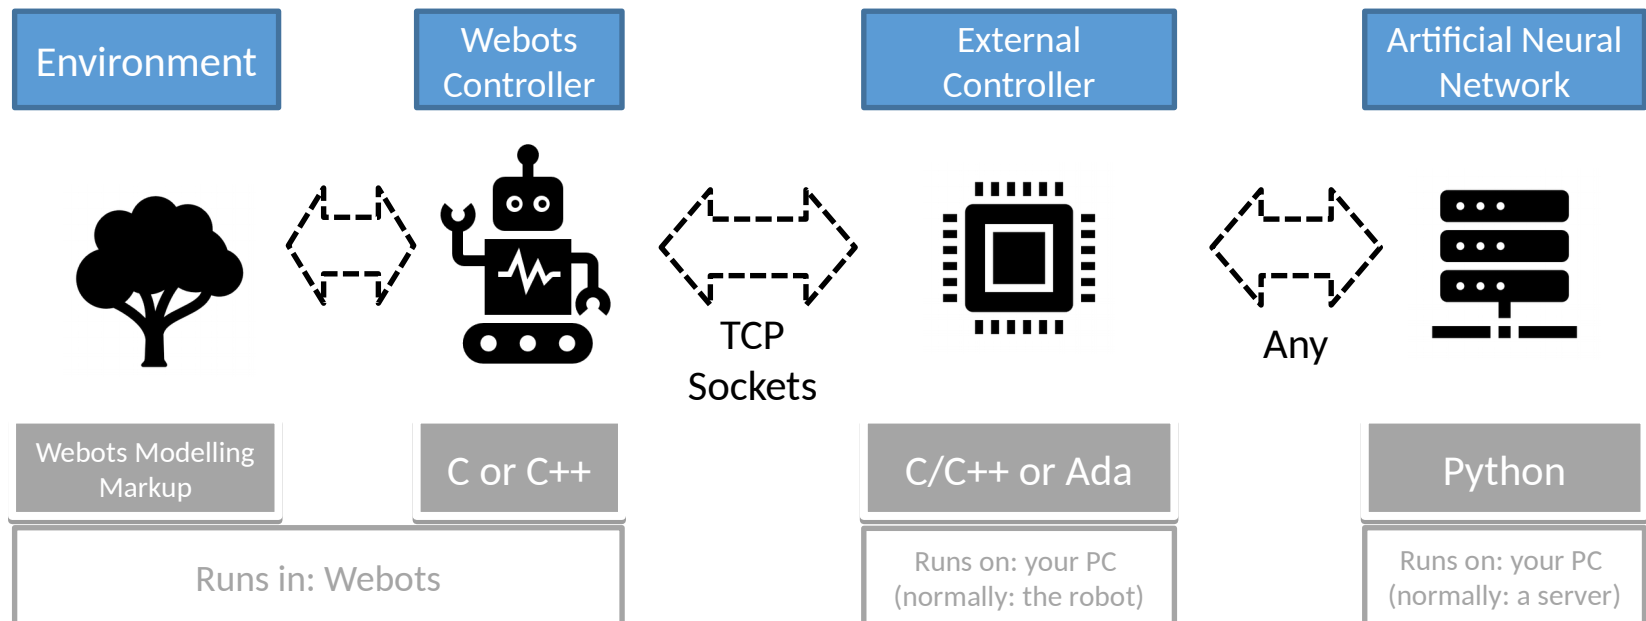 Environment
Webots
Controller
External
Controller
Artificial Neural
Network
TCP
Sockets
Any
Webots Modelling
Markup
C or C++
C/C++ or Ada
Python
Runs in: Webots
Runs on: your PC
(normally: the robot)
Runs on: your PC
(normally: a server)